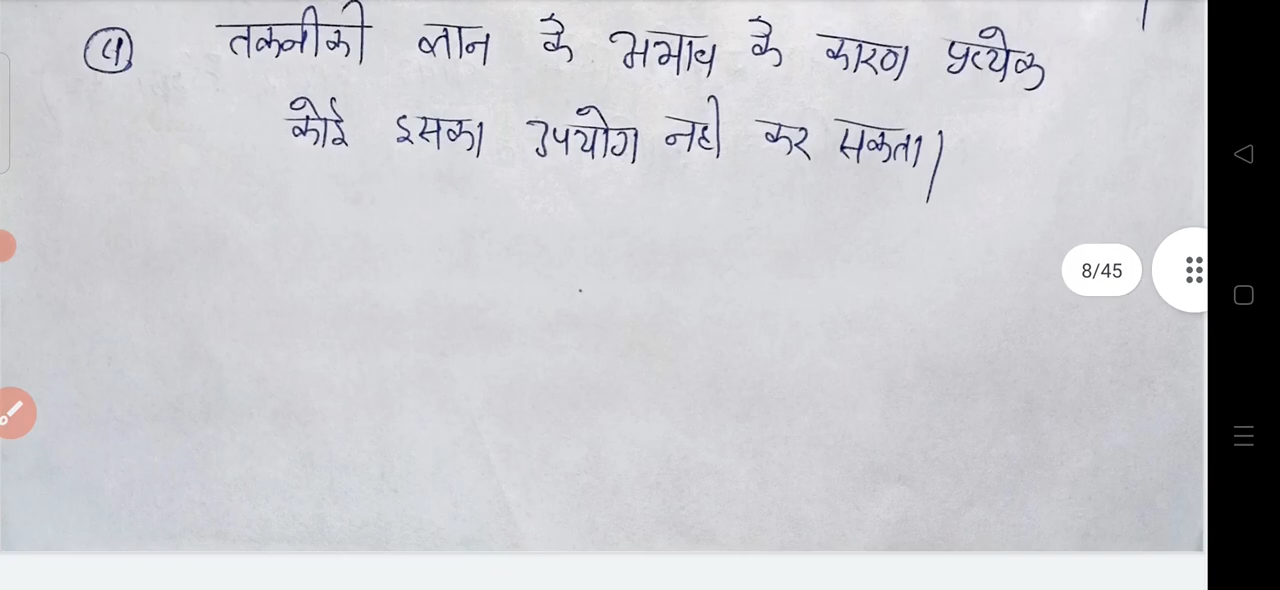 ④ तकनीकी ज्ञान के अभाव के कारण प्रत्येक
कोई इसका उपयोग नही कर सकता।
8/45